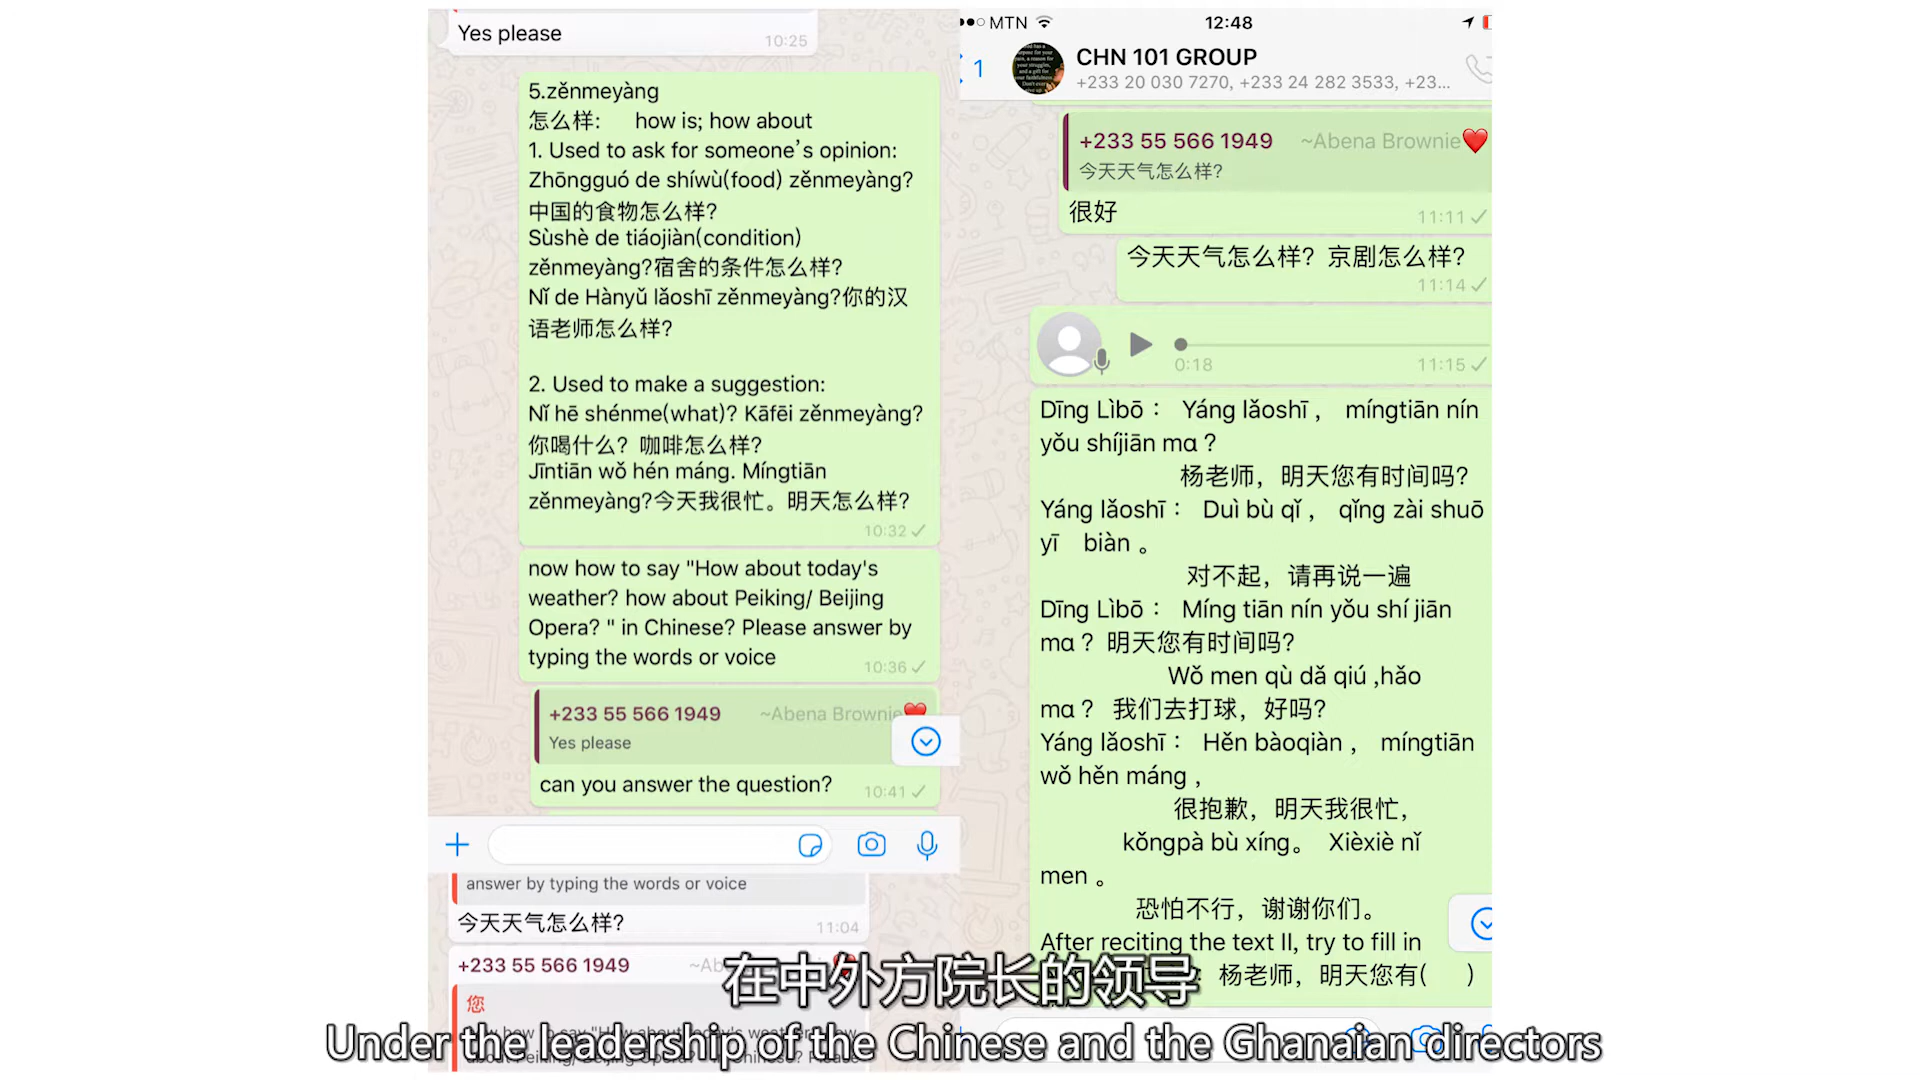 Yes please
10:25
5.zěnmeyàng
怎么样: how is; how about
1. Used to ask for someone's opinion:
Zhōngguó de shíwù(food) zěnmeyàng?
中国的食物怎么样?
Sùshè de tiáojiàn(condition)
zěnmeyàng?宿舍的条件怎么样?
Nǐ de Hànyǔ lǎoshī zěnmeyàng?你的汉
语老师怎么样?
2. Used to make a suggestion:
Nǐ hē shénme(what)? Kāfēi zěnmeyàng?
你喝什么? 咖啡怎么样?
Jīntiān wǒ hén máng. Míngtiān
zěnmeyàng?今天我很忙。明天怎么样?
10:32
now how to say "How about today's
weather? how about Peiking/ Beijing
Opera? " in Chinese? Please answer by
typing the words or voice
10:36
+233 55 566 1949 ~Abena Brownie
Yes please
can you answer the question?
10:41
answer by typing the words or voice
今天天气怎么样?
11:04
+233 55 566 1949 ~Ab
您
MTN 12:48
1 CHN 101 GROUP
+233 20 030 7270, +233 24 282 3533, +23...
+233 55 566 1949 ~Abena Brownie
今天天气怎么样?
很好
11:11
今天天气怎么样? 京剧怎么样?
11:14
0:18 11:15
Dīng Lìbō： Yáng lǎoshī， míngtiān nín
yǒu shíjiān ma？
杨老师，明天您有时间吗?
Yáng lǎoshī： Duì bù qǐ， qǐng zài shuō
yī biàn 。
对不起，请再说一遍
Dīng Lìbō： Míng tiān nín yǒu shí jiān
ma？明天您有时间吗?
Wǒ men qù dǎ qiú ,hǎo
ma？ 我们去打球，好吗?
Yáng lǎoshī： Hěn bàoqiàn， míngtiān
wǒ hěn máng ,
很抱歉，明天我很忙，
kǒngpà bù xíng。 Xièxiè nǐ
men 。
恐怕不行，谢谢你们。
After reciting the text II, try to fill in
：杨老师，明天您有( )
在中外方院长的领导
Under the leadership of the Chinese and the Ghanaian directors